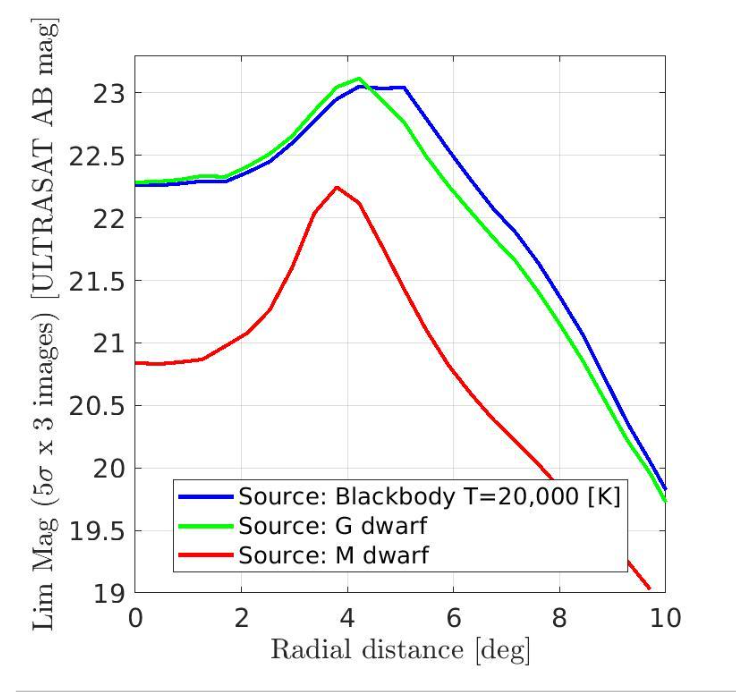 Lim Mag (5σ x 3 images) [ULTRASAT AB mag]
23
22.5
22
21.5
21
20.5
20
19.5
19
Source: Blackbody T=20,000 [K]
Source: G dwarf
Source: M dwarf
0 2 4 6 8 10
Radial distance [deg]